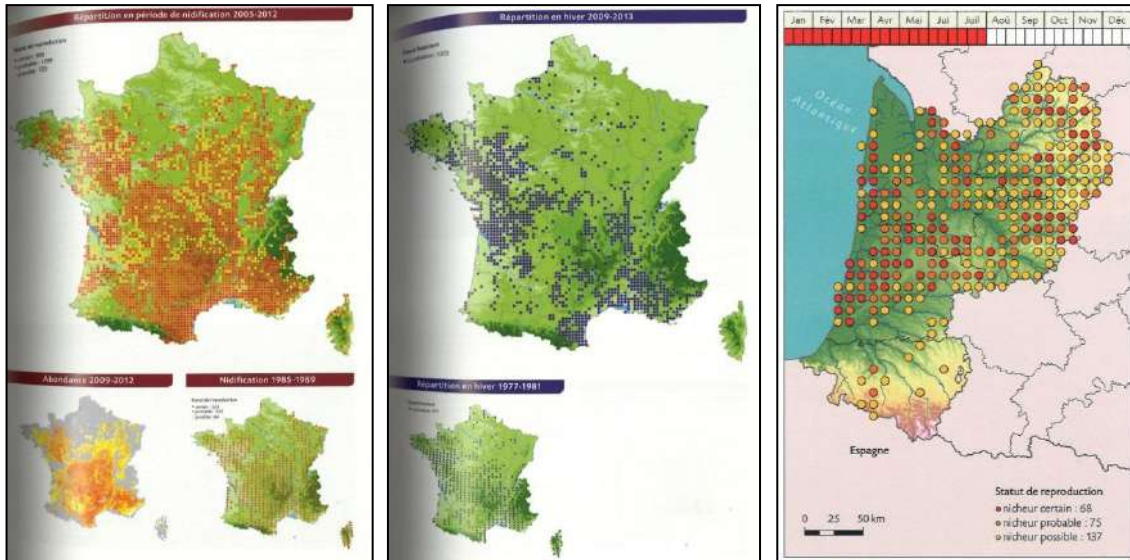 Répartition en période de nidification 2005-2012
Abondance 2009-2012
Nidification 1985-1989
Répartition en hiver 2009-2013
Répartition en hiver 1977-1981
Jan Fév Mar Avr Mai Jui Juil Aoû Sep Oct Nov Déc
Océan
Atlantique
Espagne
Statut de reproduction
nicheur certain : 68
nicheur probable : 75
nicheur possible : 137
0 25 50 km